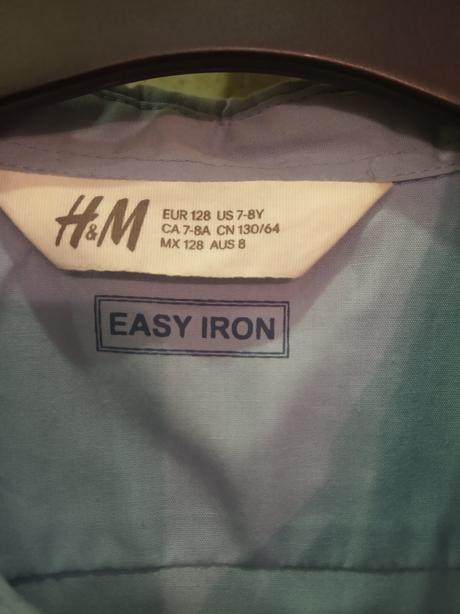 H&M
EUR 128 US 7-8Y
CA 7-8A CN 130/64
MX 128 AUS 8
EASY IRON